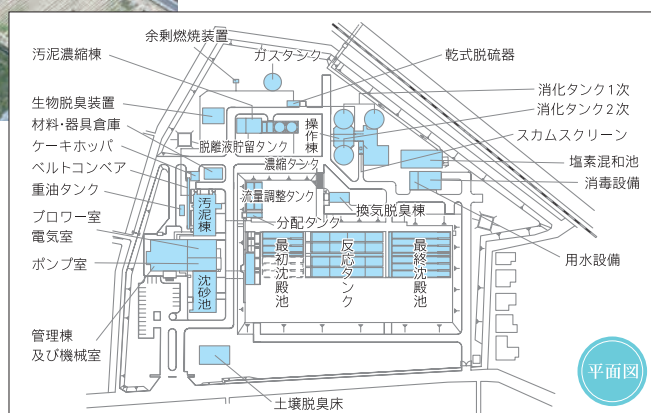 余剰燃焼装置
ガスタンク
乾式脱硫器
汚泥濃縮棟
消化タンク1次
消化タンク2次
生物脱臭装置
材料・器具倉庫
脱離液貯留タンク
操作棟
スカムスクリーン
ケーキホッパ
濃縮タンク
塩素混和池
ベルトコンベア
消毒設備
重油タンク
汚泥棟
流量調整タンク
換気脱臭棟
ブロワー室
分配タンク
電気室
最初沈殿池
反応タンク
最終沈殿池
用水設備
ポンプ室
沈砂池
管理棟
及び機械室
平面図
土壌脱臭床